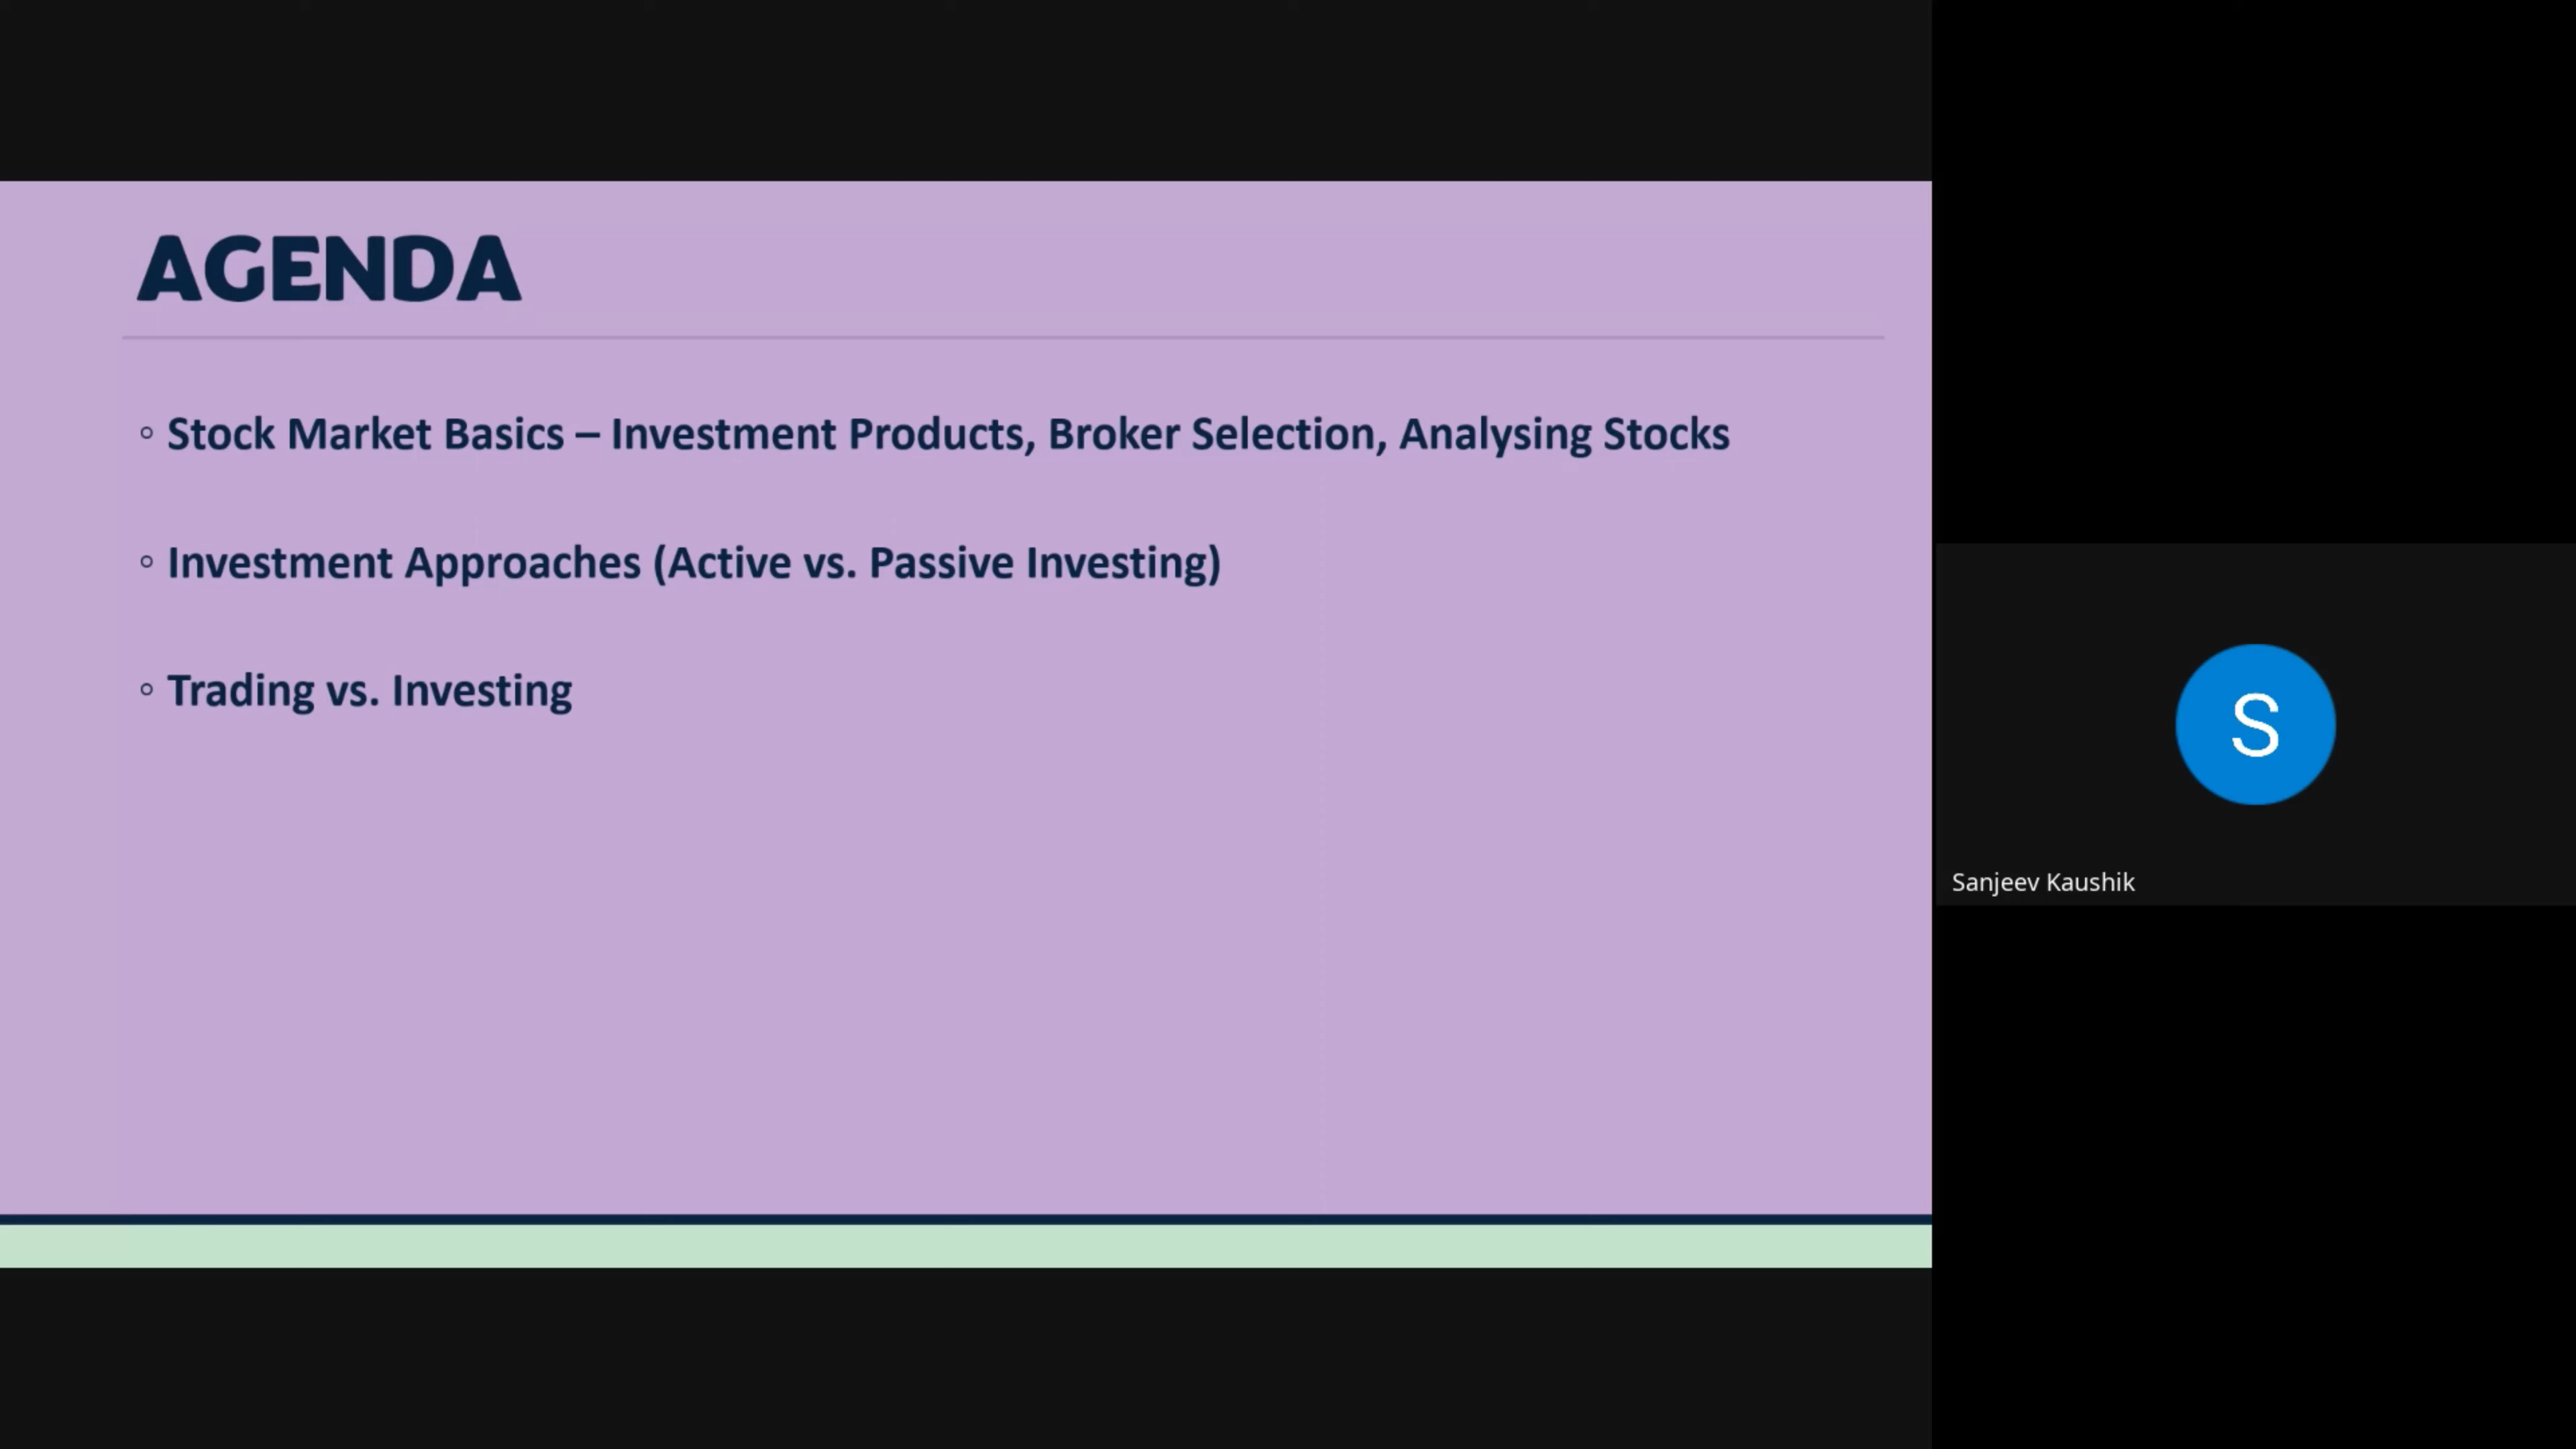 AGENDA
◦ Stock Market Basics – Investment Products, Broker Selection, Analysing Stocks
◦ Investment Approaches (Active vs. Passive Investing)
◦ Trading vs. Investing
S
Sanjeev Kaushik